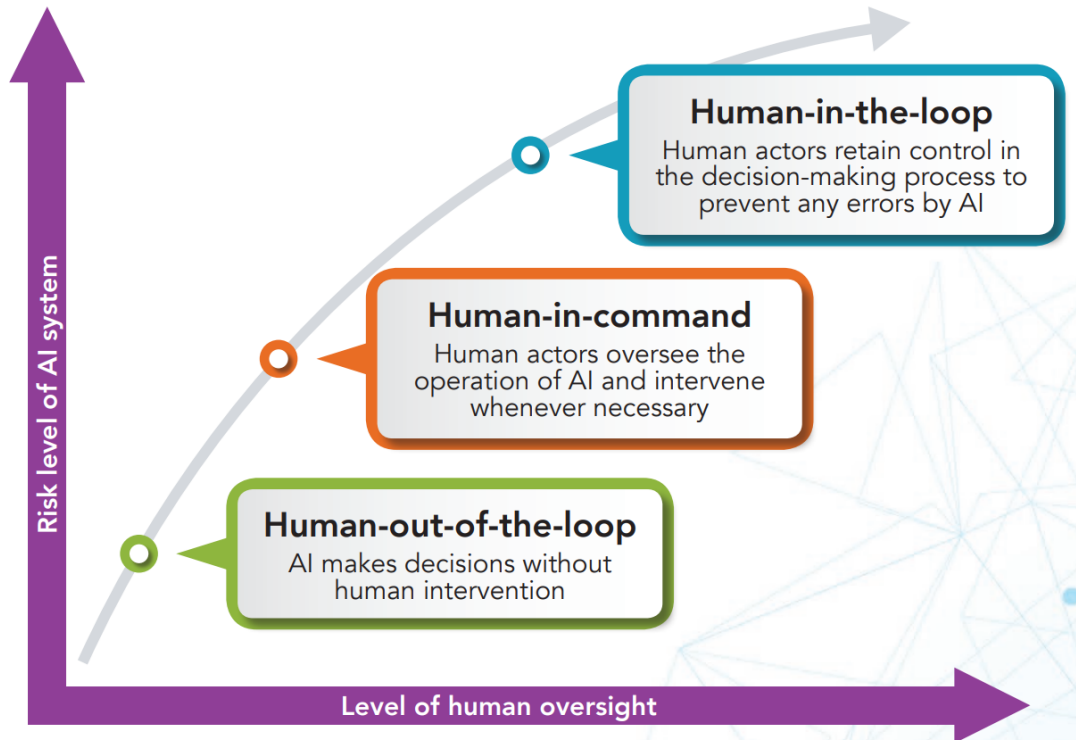 Human-in-the-loop
Human actors retain control in
the decision-making process to
prevent any errors by AI
Human-in-command
Human actors oversee the
operation of AI and intervene
whenever necessary
Human-out-of-the-loop
AI makes decisions without
human intervention
Risk level of AI system
Level of human oversight